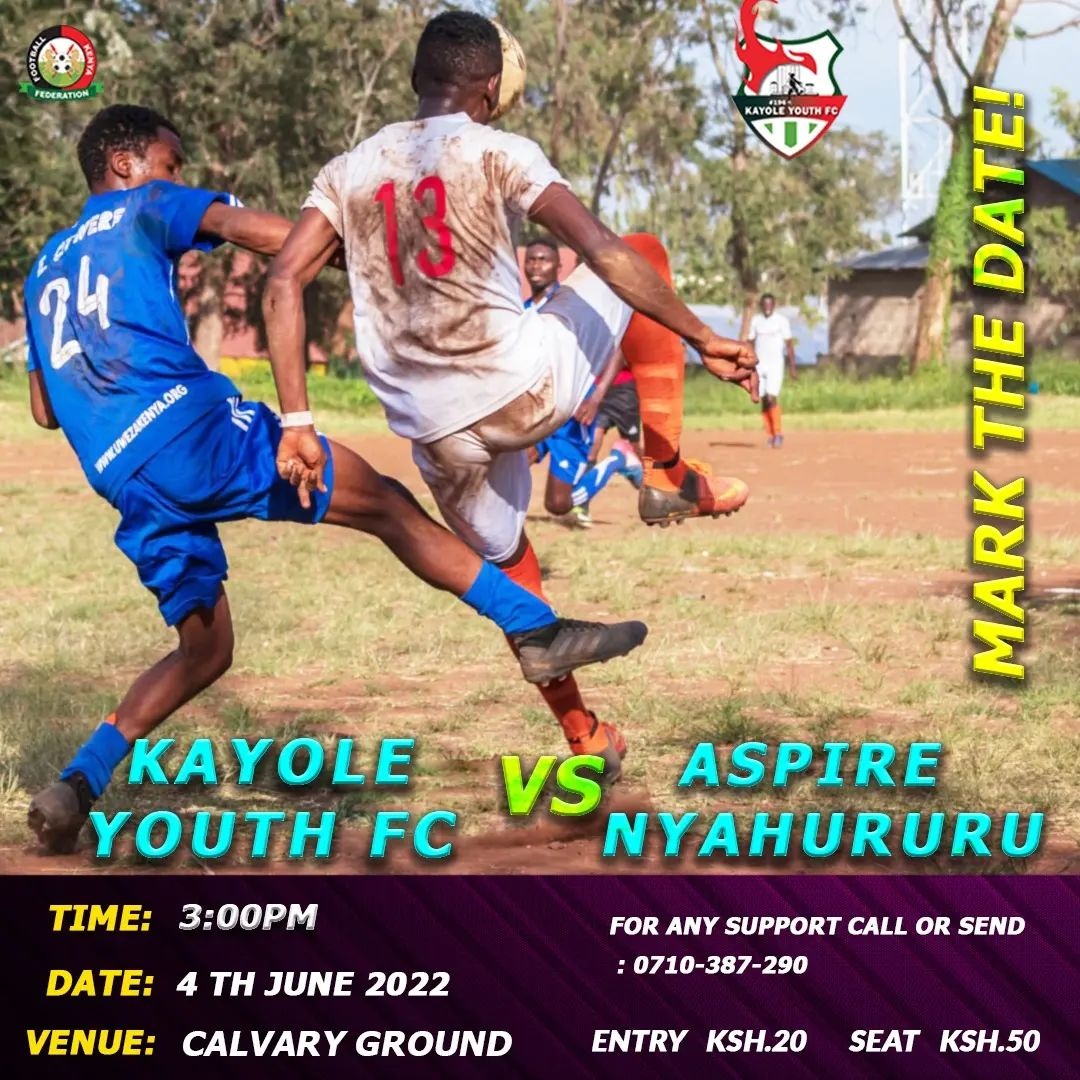 FOOTBALL
KENYA
FEDERATION
KAYOLE YOUTH FC
MARK THE DATE!
13
24
WWW.UWEZAKENYA.ORG
KAYOLE
YOUTH FC
VS
ASPIRE
NYAHURURU
TIME: 3:00PM
DATE: 4 TH JUNE 2022
VENUE: CALVARY GROUND
FOR ANY SUPPORT CALL OR SEND
: 0710-387-290
ENTRY KSH.20 SEAT KSH.50